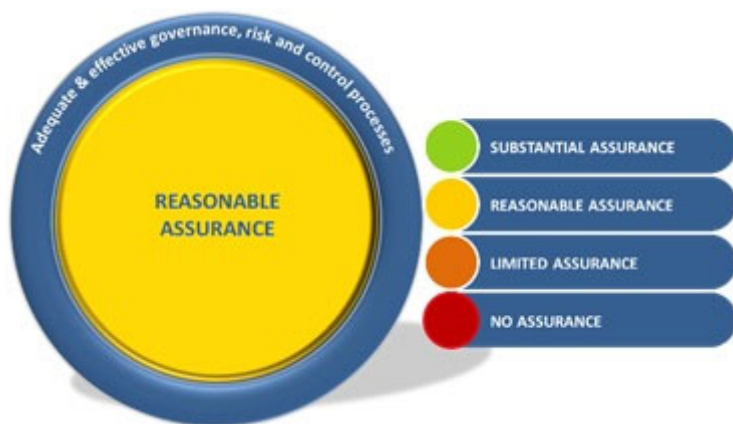 Adequate & effective governance, risk and control processes
REASONABLE
ASSURANCE
SUBSTANTIAL ASSURANCE
REASONABLE ASSURANCE
LIMITED ASSURANCE
NO ASSURANCE